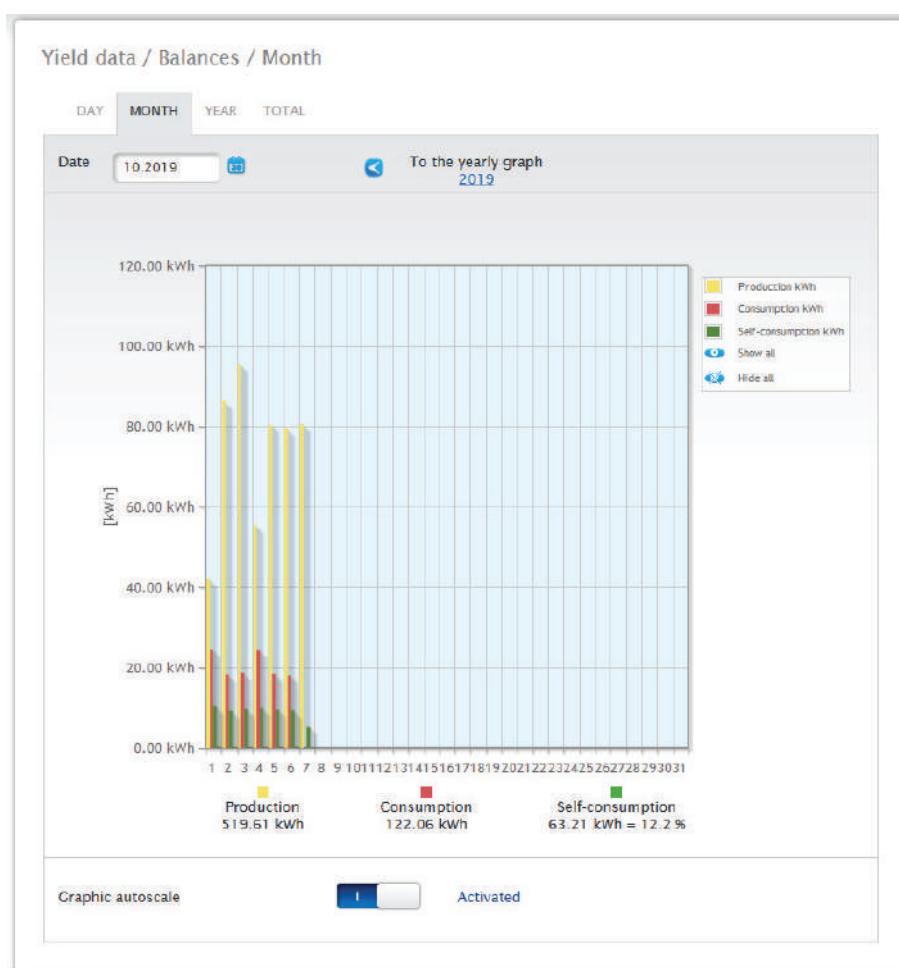 Yield data / Balances / Month
DAY MONTH YEAR TOTAL
Date 10.2019 To the yearly graph
2019
120.00 kWh
Production kWh
Consumption kWh
Self-consumption kWh
Show all
Hide all
100.00 kWh
80.00 kWh
[kWh]
60.00 kWh
40.00 kWh
20.00 kWh
0.00 kWh
1 2 3 4 5 6 7 8 9 10 11 12 13 14 15 16 17 18 19 20 21 22 23 24 25 26 27 28 29 30 31
Production Consumption Self-consumption
519.61 kWh 122.06 kWh 63.21 kWh = 12.2 %
Graphic autoscale I Activated